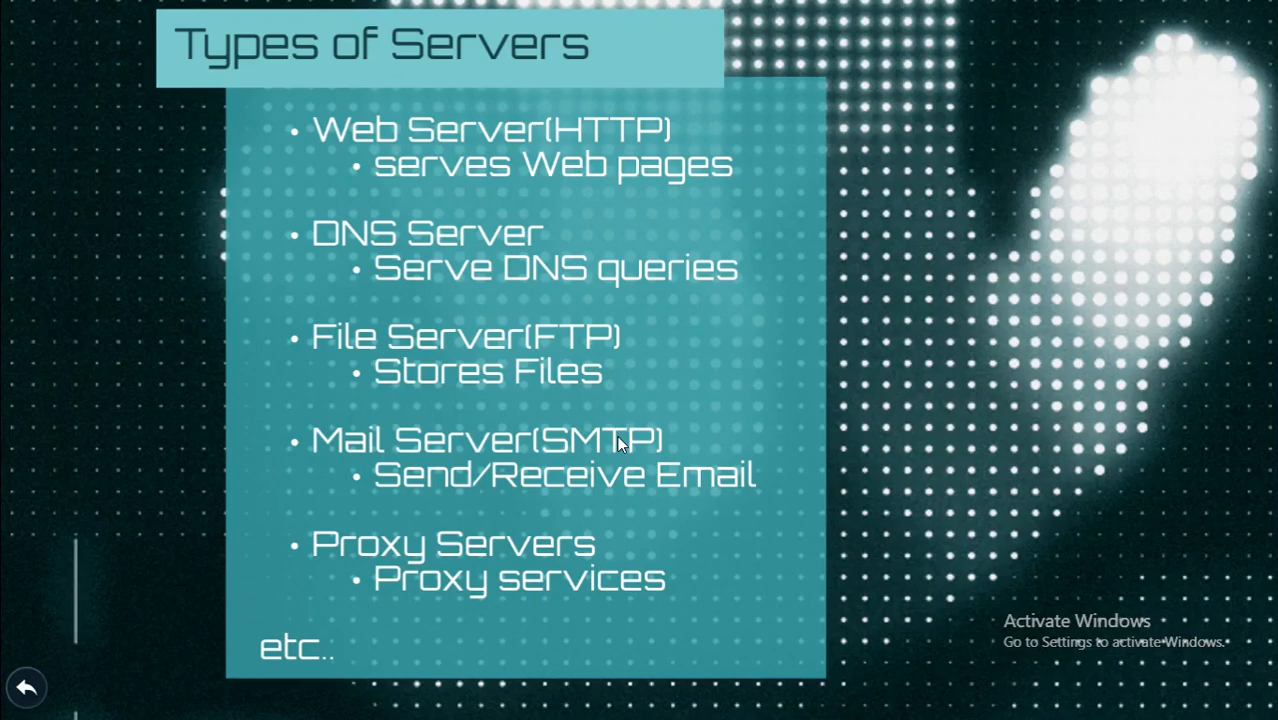 Types of Servers
• Web Server(HTTP)
• serves Web pages
• DNS Server
• Serve DNS queries
• File Server(FTP)
• Stores Files
• Mail Server(SMTP)
• Send/Receive Email
• Proxy Servers
• Proxy services
etc..
Activate Windows
Go to Settings to activate Windows.